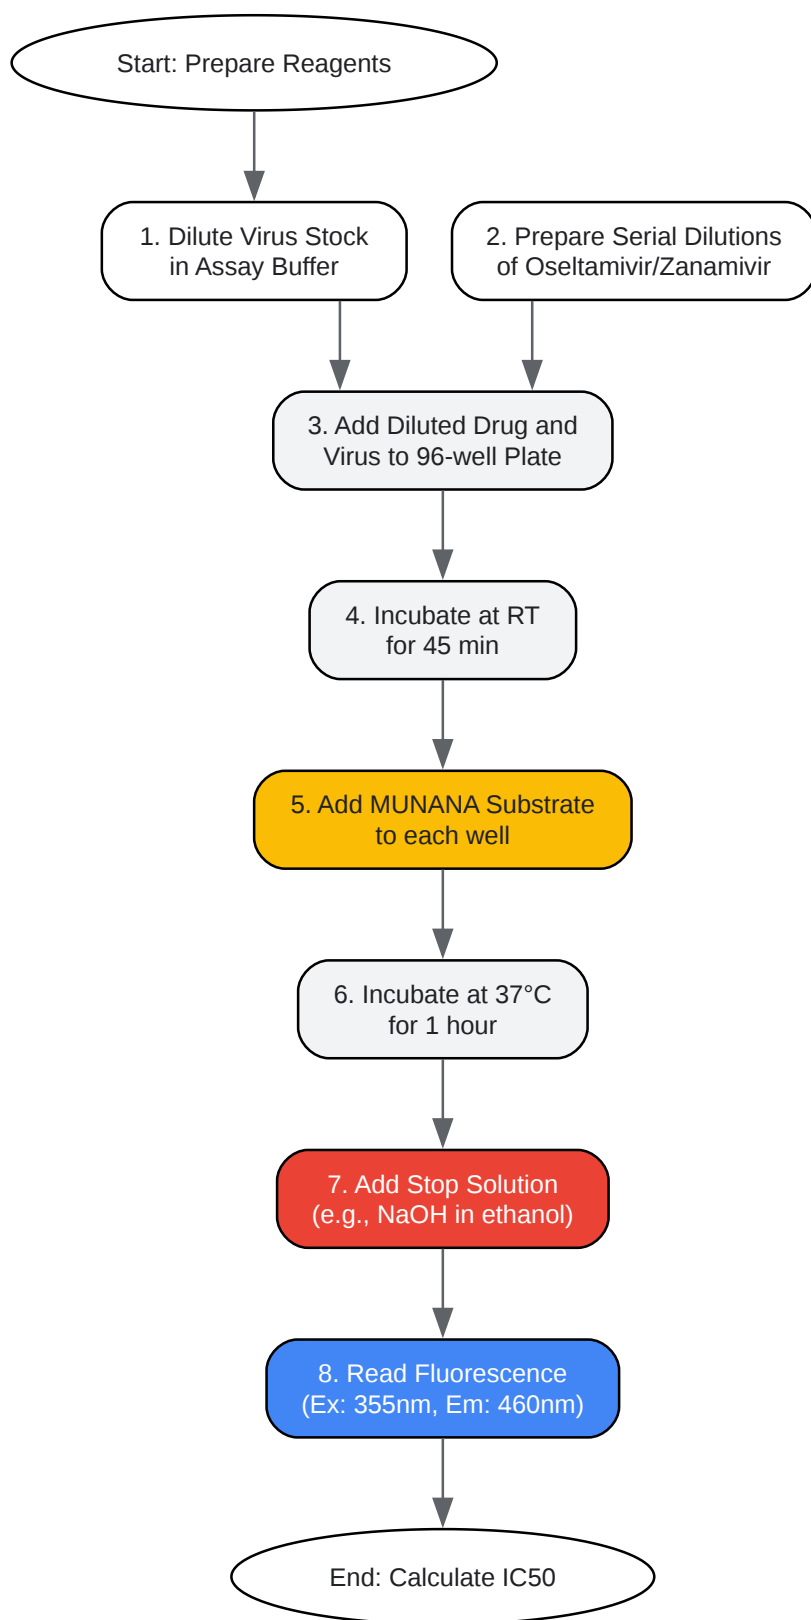 Start: Prepare Reagents
1. Dilute Virus Stock
in Assay Buffer
2. Prepare Serial Dilutions
of Oseltamivir/Zanamivir
3. Add Diluted Drug and
Virus to 96-well Plate
4. Incubate at RT
for 45 min
5. Add MUNANA Substrate
to each well
6. Incubate at 37°C
for 1 hour
7. Add Stop Solution
(e.g., NaOH in ethanol)
8. Read Fluorescence
(Ex: 355nm, Em: 460nm)
End: Calculate IC50